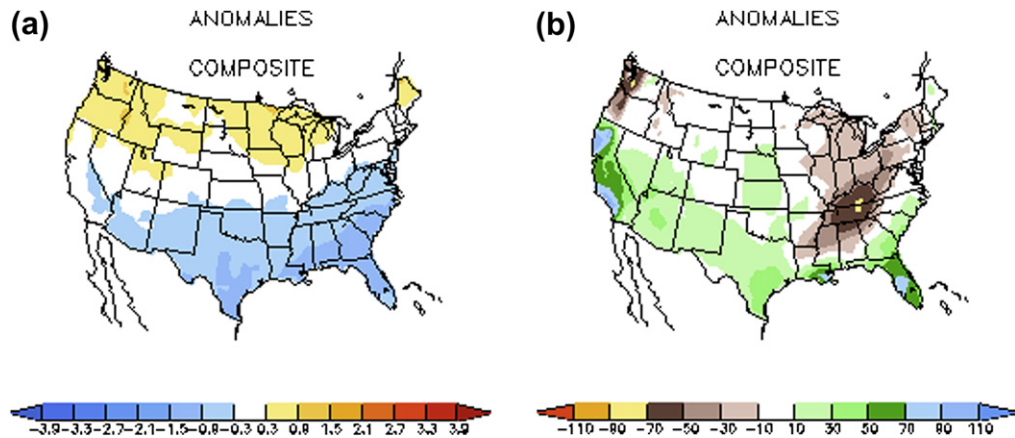 (a) ANOMALIES
COMPOSITE
-3.9 -3.3 -2.7 -2.1 -1.5 -0.9 -0.3 0.3 0.9 1.5 2.1 2.7 3.3 3.9
(b) ANOMALIES
COMPOSITE
-110 -90 -70 -50 -30 -10 10 30 50 70 90 110